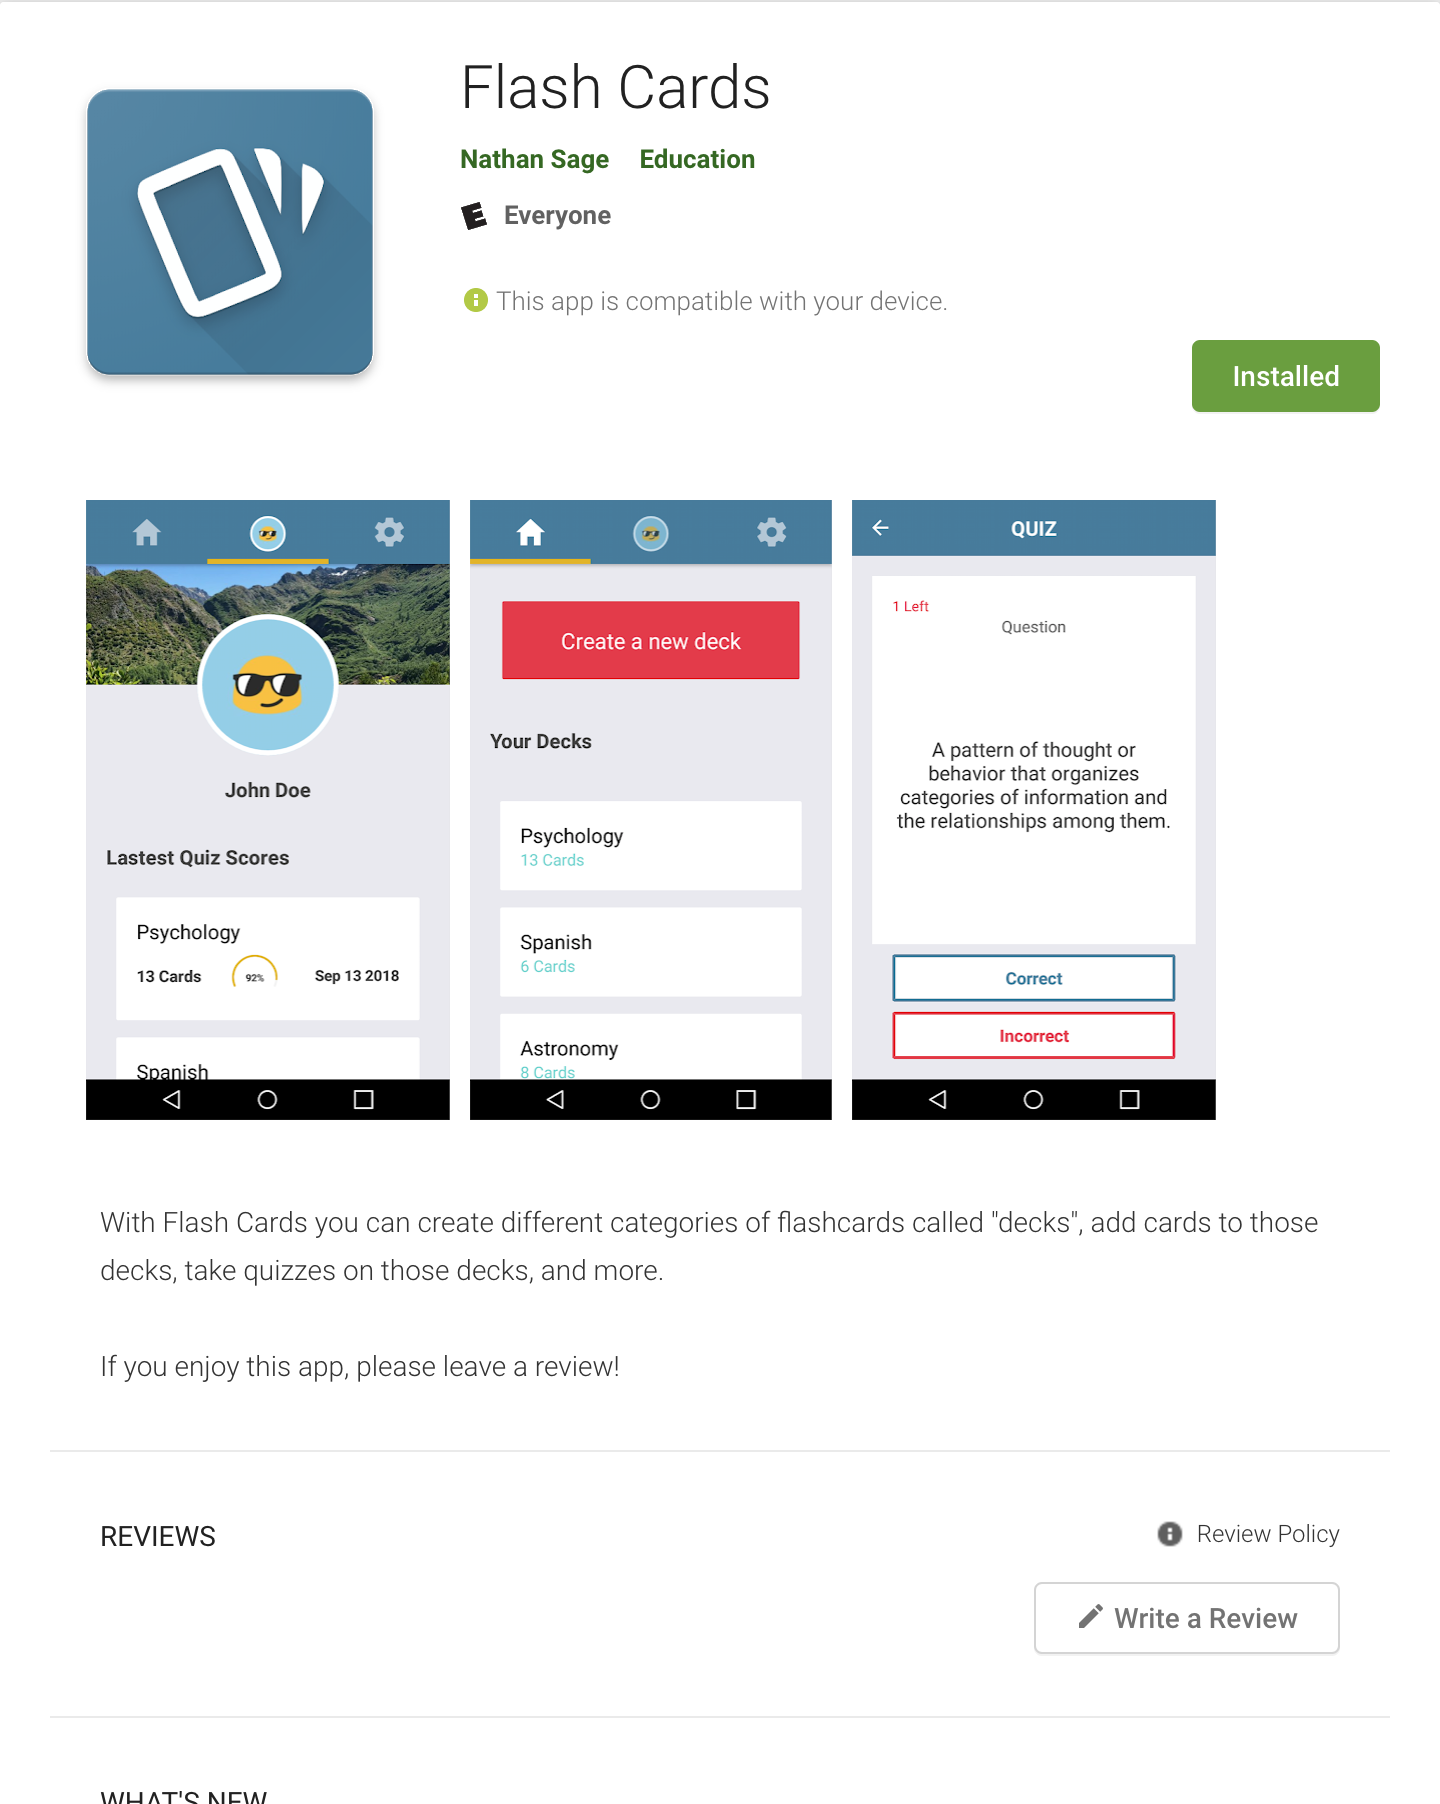 Flash Cards
Nathan Sage Education
E Everyone
This app is compatible with your device.
Installed
John Doe
Lastest Quiz Scores
Psychology
13 Cards 92% Sep 13 2018
Spanish
Create a new deck
Your Decks
Psychology
13 Cards
Spanish
6 Cards
Astronomy
8 Cards
QUIZ
1 Left
Question
A pattern of thought or
behavior that organizes
categories of information and
the relationships among them.
Correct
Incorrect
With Flash Cards you can create different categories of flashcards called "decks", add cards to those
decks, take quizzes on those decks, and more.
If you enjoy this app, please leave a review!
REVIEWS
Review Policy
Write a Review
WHAT'S NEW